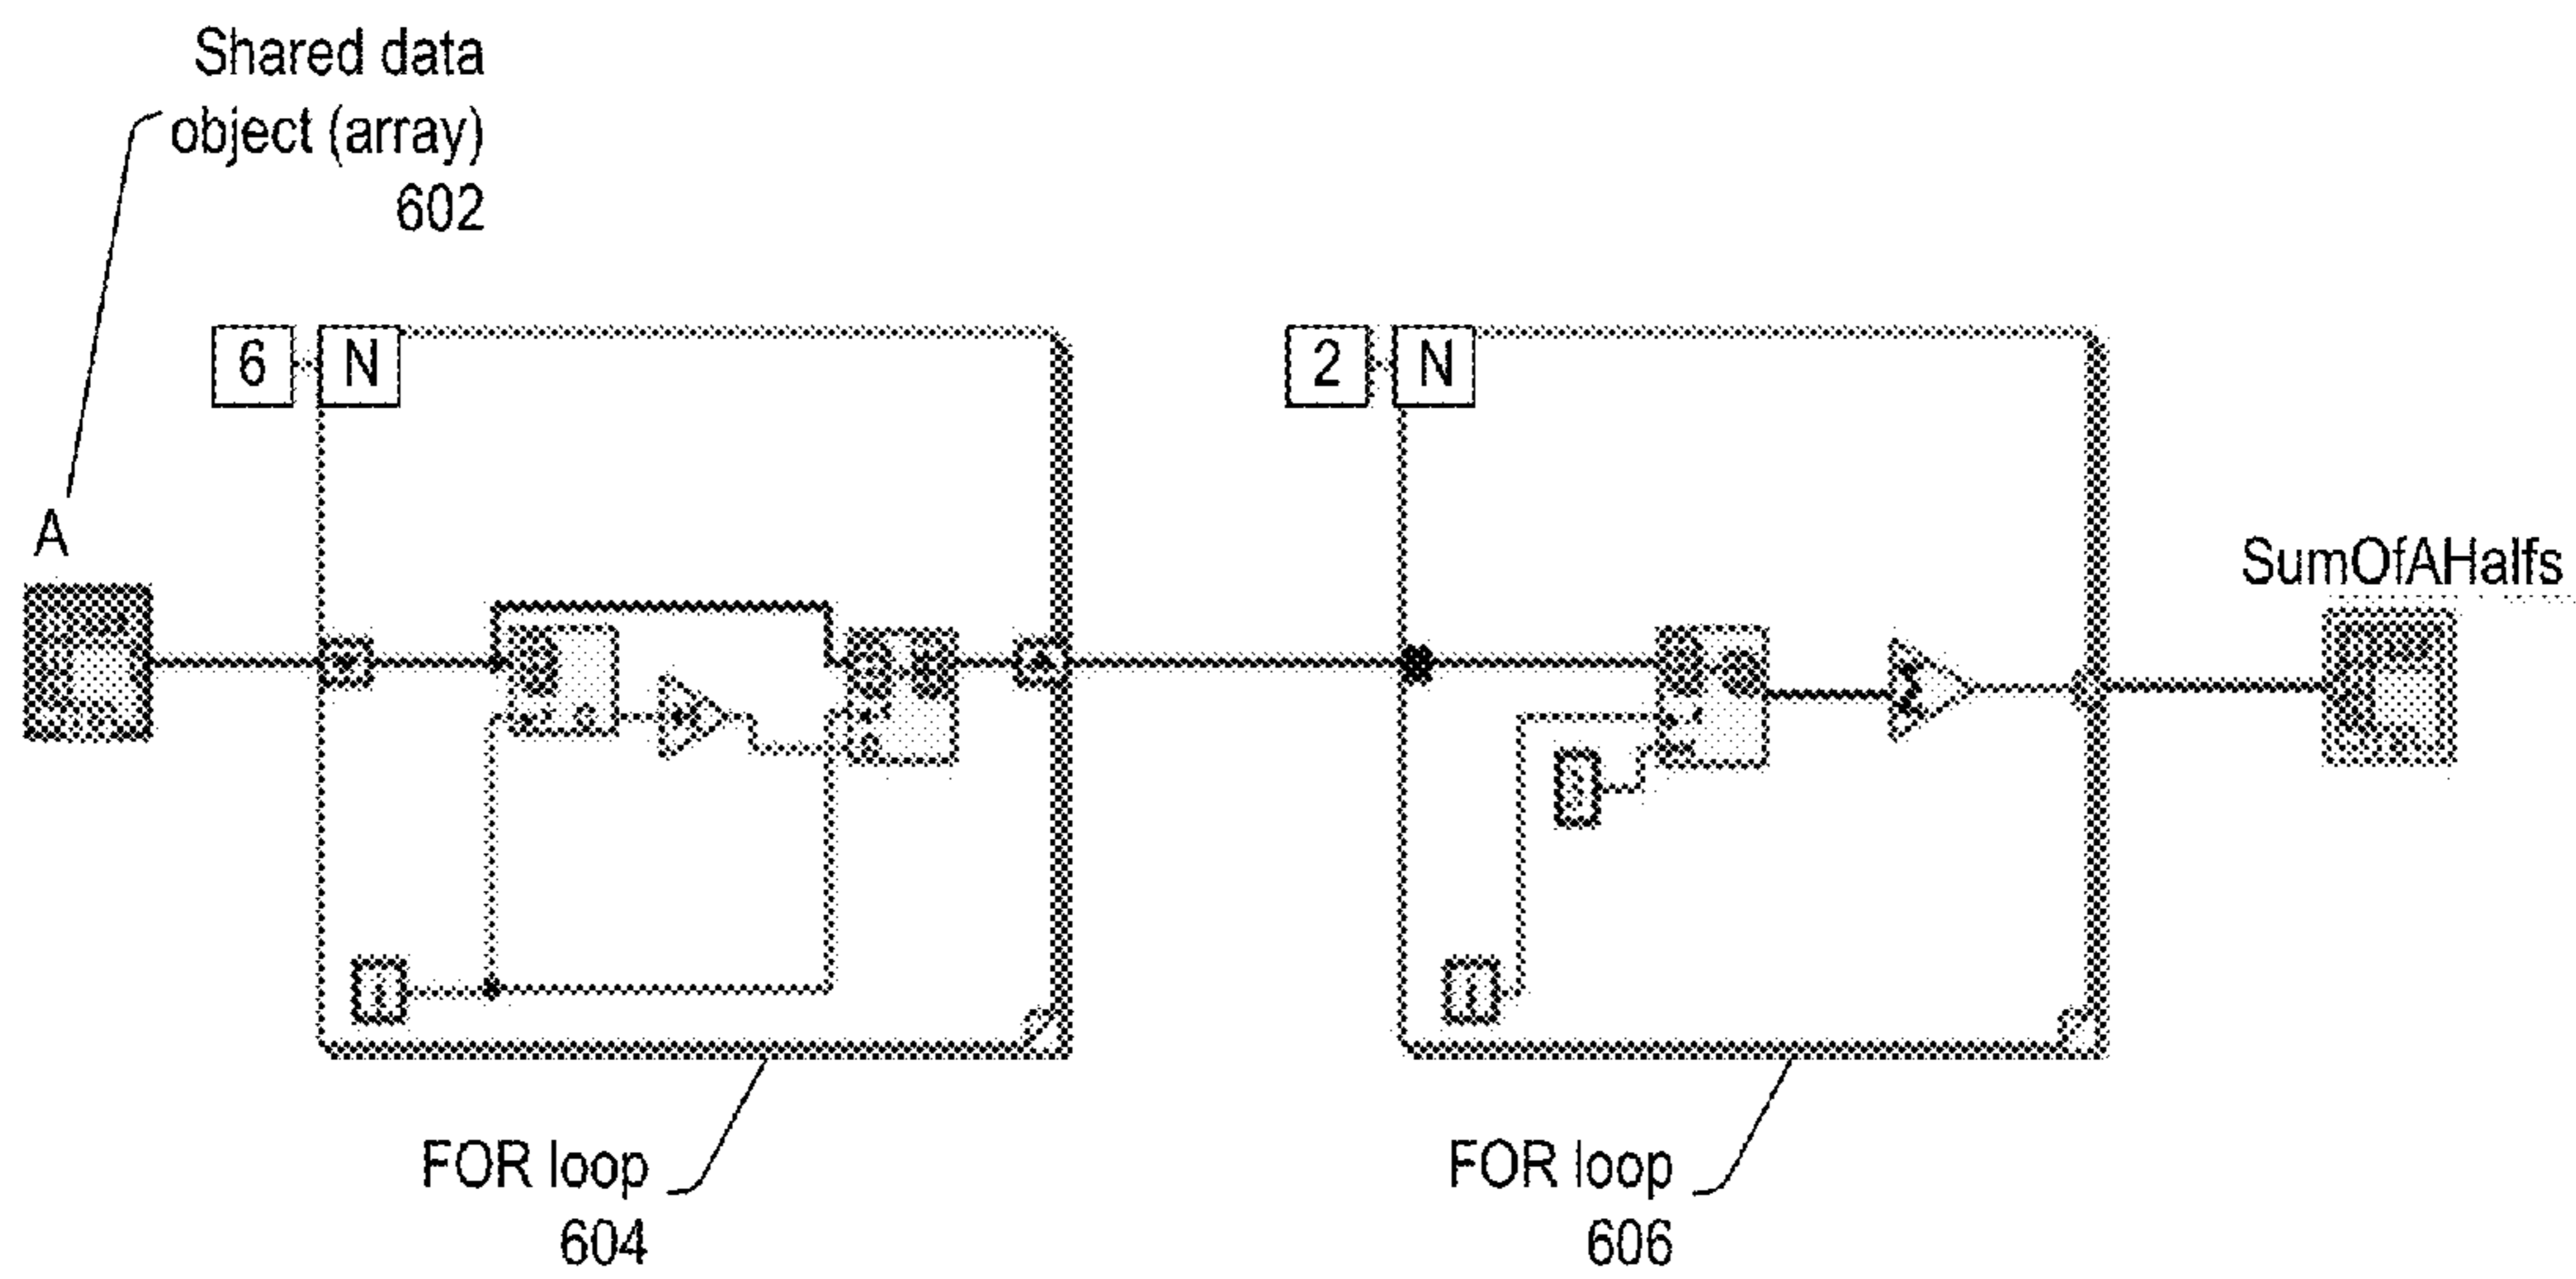 Shared data
object (array)
602
6 N
2 N
A
SumOfAHalfs
i
i
FOR loop
604
FOR loop
606